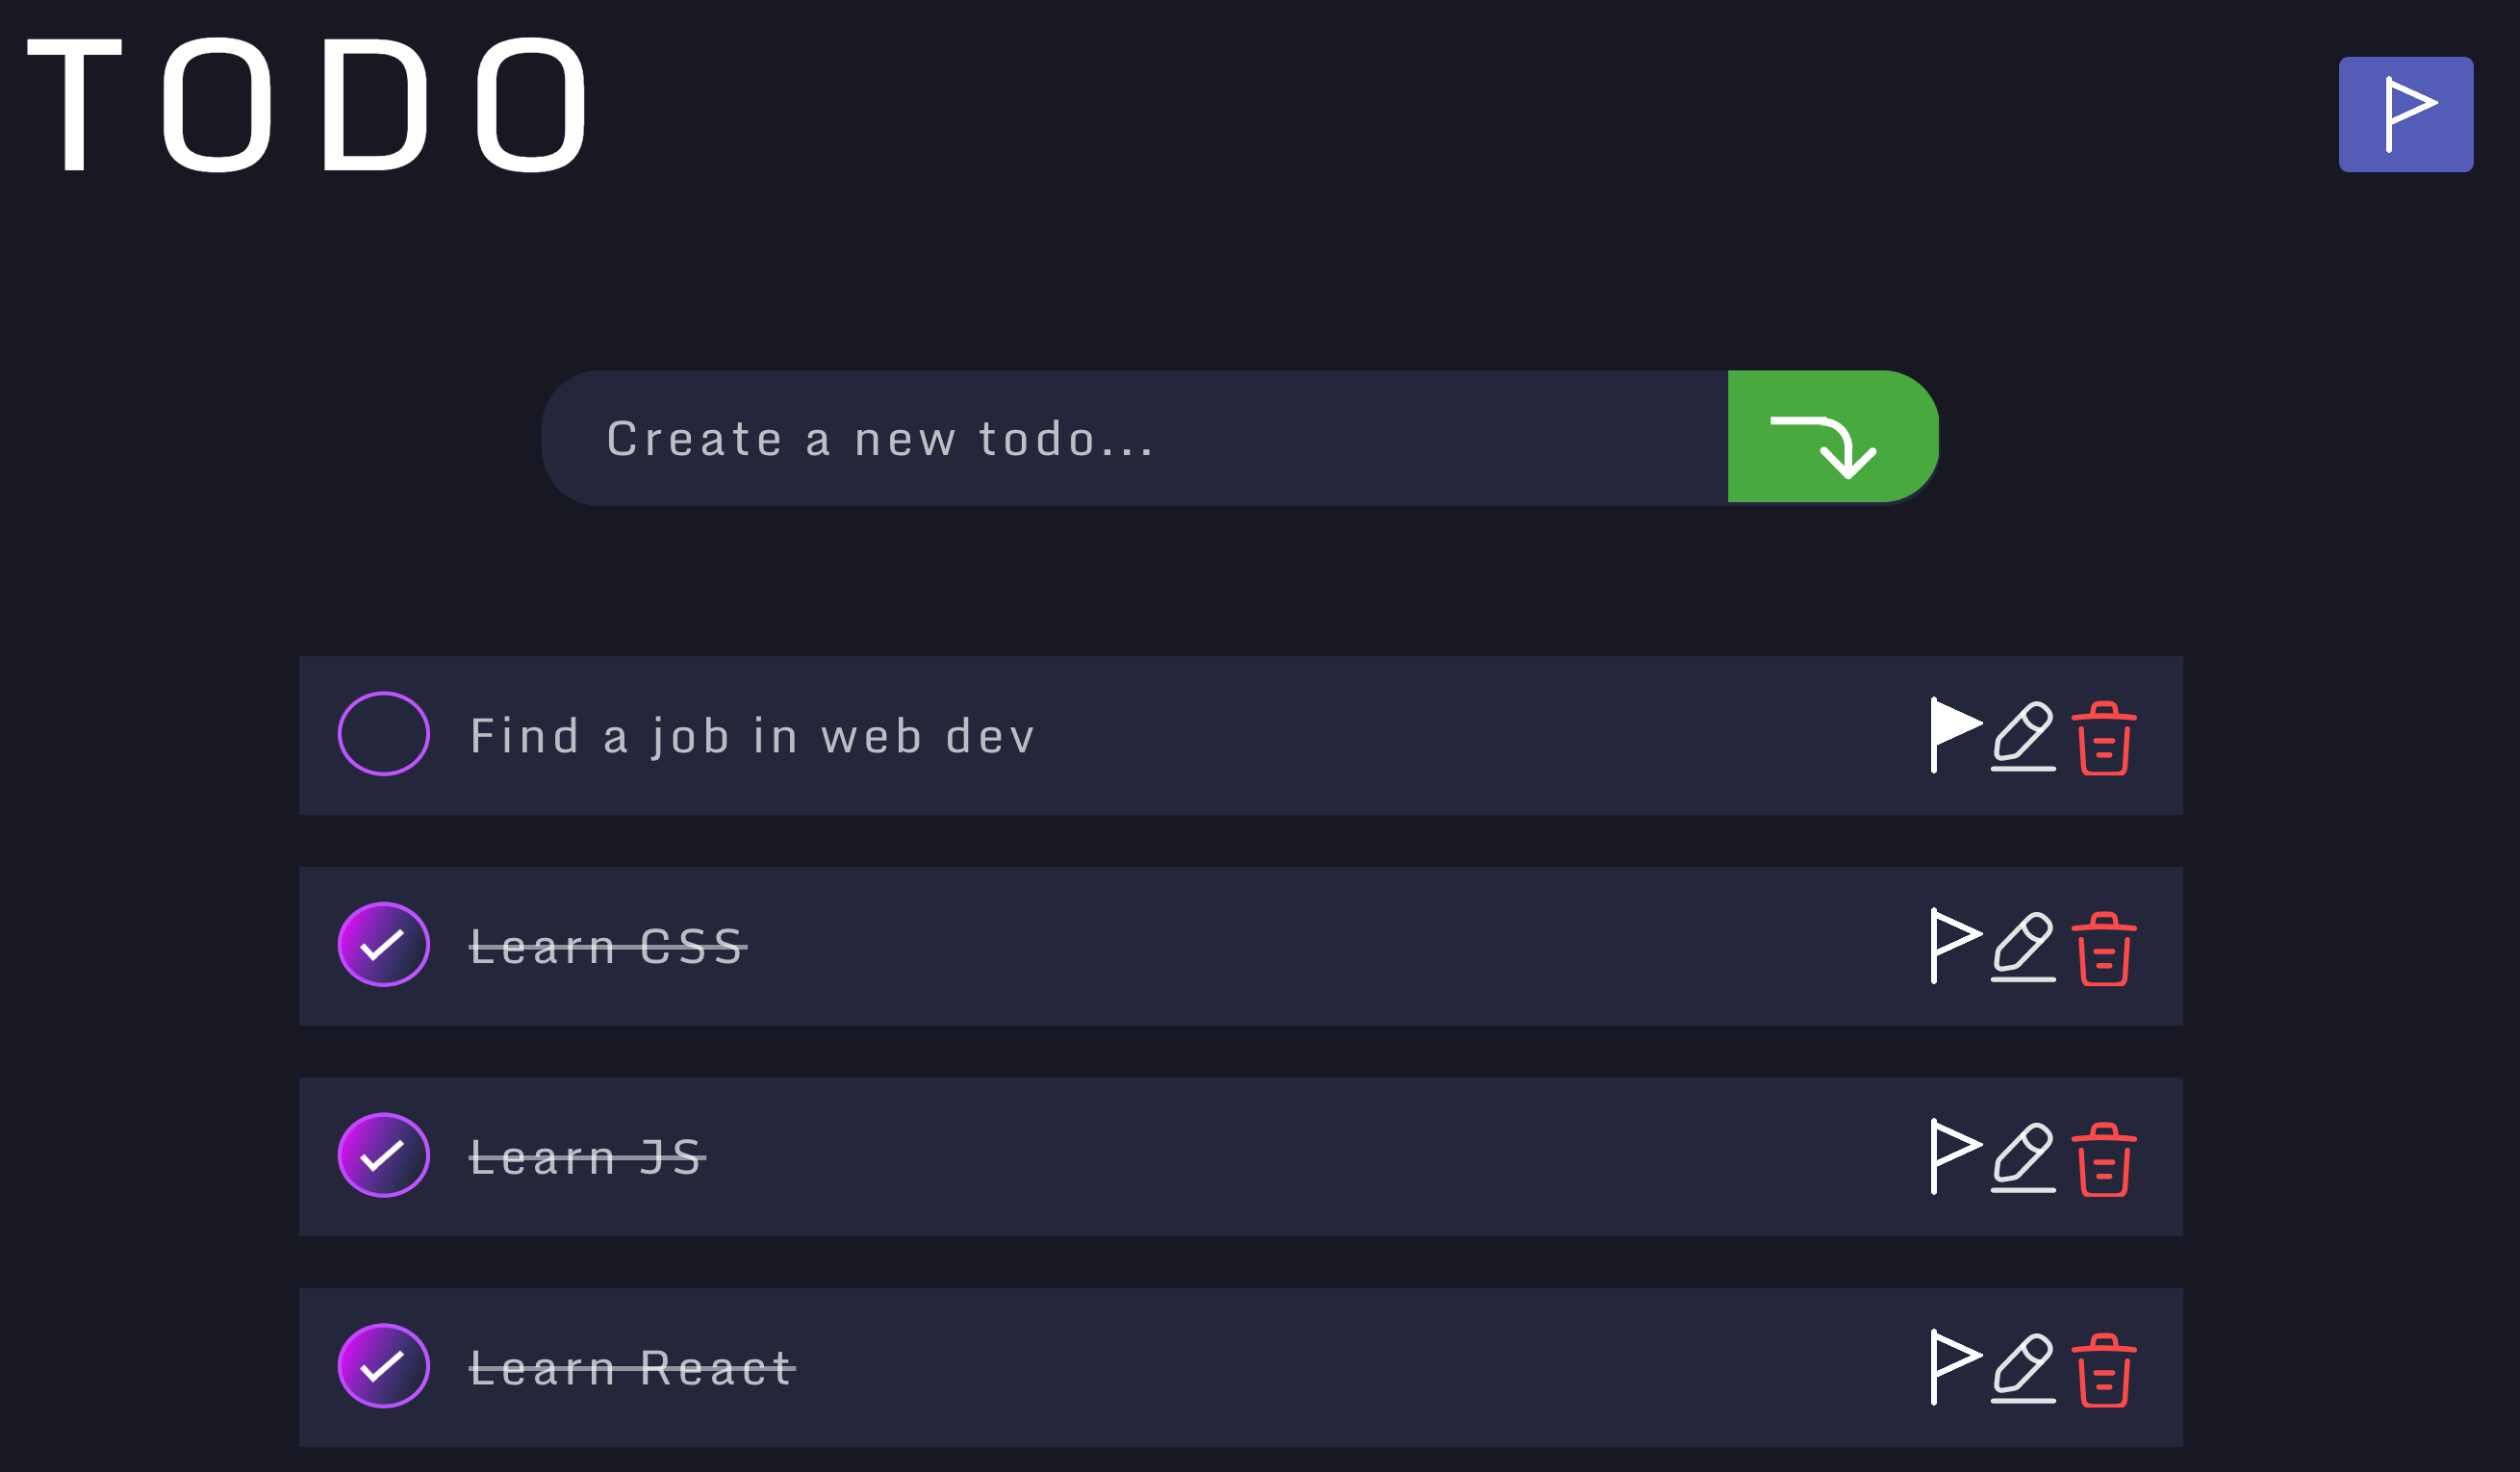 TODO
Create a new todo...
Find a job in web dev
Learn CSS
Learn JS
Learn React